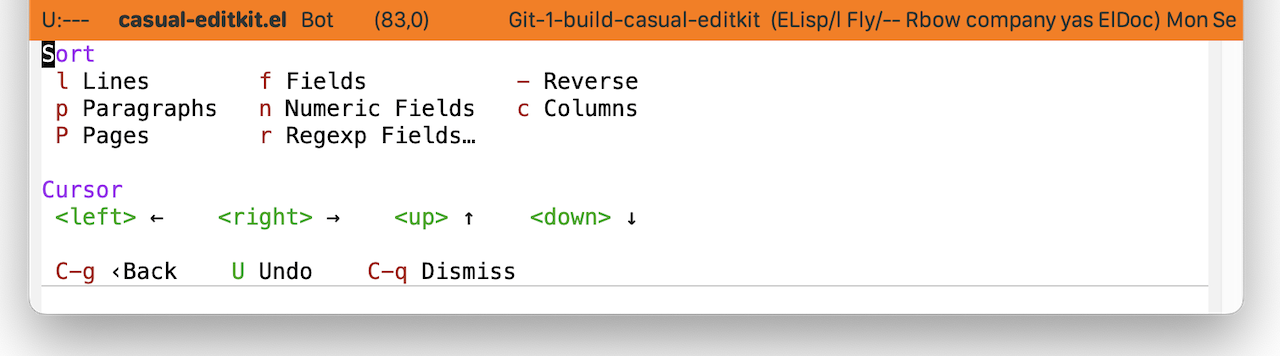 U:--- casual-editkit.el Bot (83,0) Git-1-build-casual-editkit (ELisp/l Fly/-- Rbow company yas ElDoc) Mon Se
Sort
l Lines f Fields — Reverse
p Paragraphs n Numeric Fields c Columns
P Pages r Regexp Fields…
Cursor
<left> ← <right> → <up> ↑ <down> ↓
C-g ‹Back U Undo C-q Dismiss